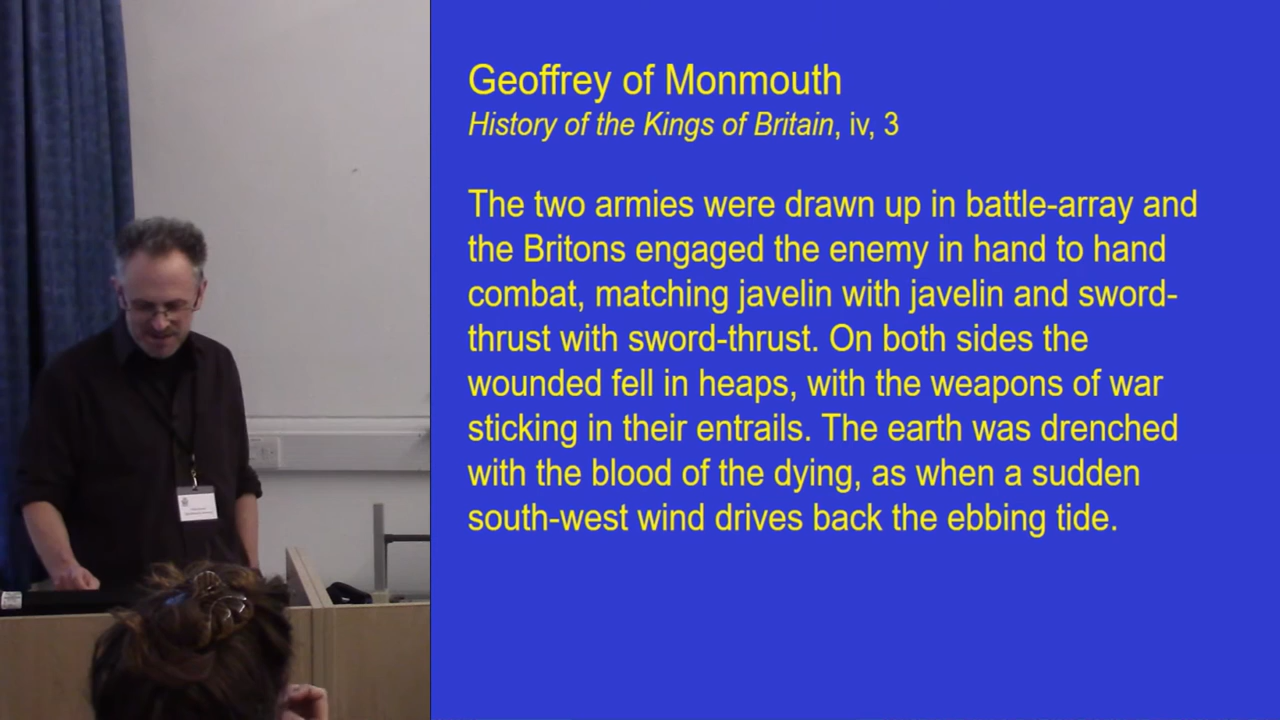 Geoffrey of Monmouth
History of the Kings of Britain, iv, 3
The two armies were drawn up in battle-array and
the Britons engaged the enemy in hand to hand
combat, matching javelin with javelin and sword-
thrust with sword-thrust. On both sides the
wounded fell in heaps, with the weapons of war
sticking in their entrails. The earth was drenched
with the blood of the dying, as when a sudden
south-west wind drives back the ebbing tide.